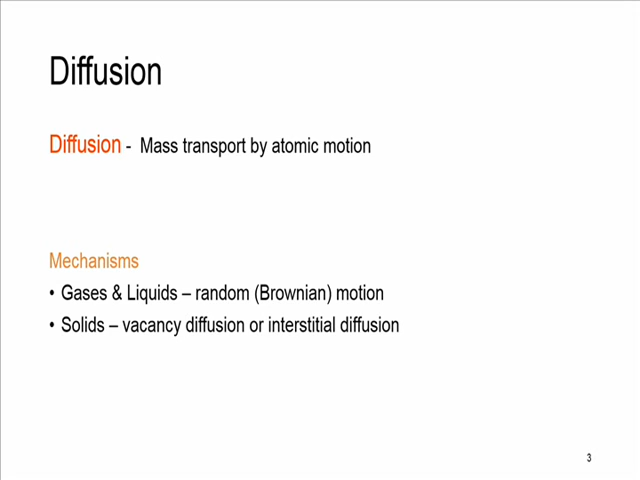 Diffusion
Diffusion - Mass transport by atomic motion
Mechanisms
• Gases & Liquids – random (Brownian) motion
• Solids – vacancy diffusion or interstitial diffusion
3